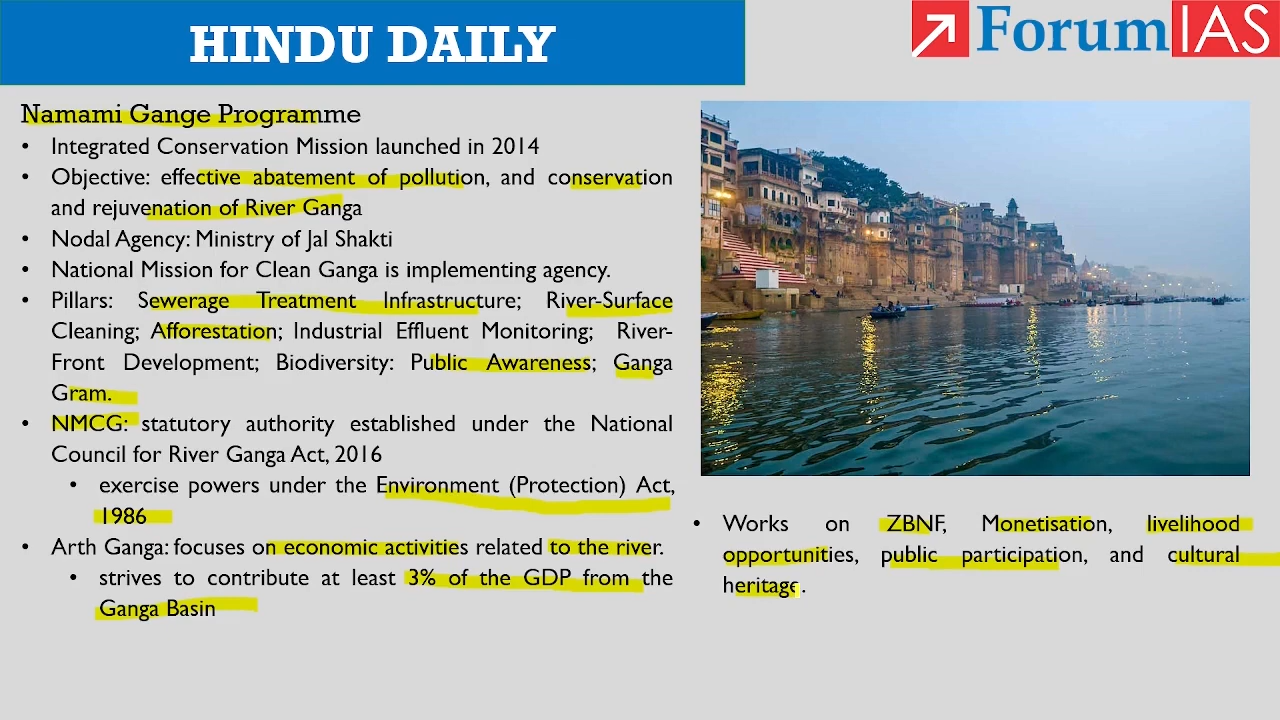 HINDU DAILY
Forum IAS
Namami Gange Programme
• Integrated Conservation Mission launched in 2014
• Objective: effective abatement of pollution, and conservation
and rejuvenation of River Ganga
• Nodal Agency: Ministry of Jal Shakti
• National Mission for Clean Ganga is implementing agency.
• Pillars: Sewerage Treatment Infrastructure; River-Surface
Cleaning; Afforestation; Industrial Effluent Monitoring; River-
Front Development; Biodiversity: Public Awareness; Ganga
Gram.
• NMCG: statutory authority established under the National
Council for River Ganga Act, 2016
• exercise powers under the Environment (Protection) Act,
1986
• Arth Ganga: focuses on economic activities related to the river.
• strives to contribute at least 3% of the GDP from the
Ganga Basin
• Works on ZBNF, Monetisation, livelihood
opportunities, public participation, and cultural
heritage.